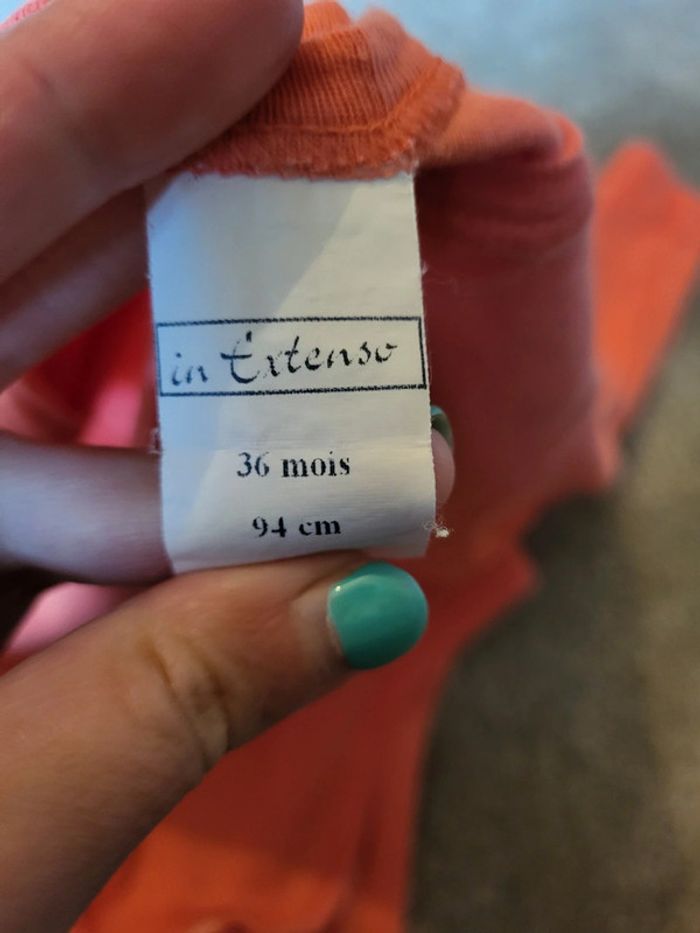 in Extenso
36 mois
94 cm